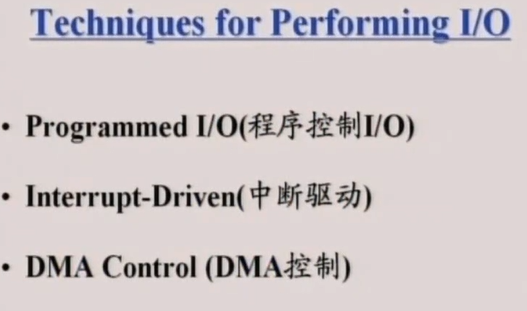 Techniques for Performing I/O
• Programmed I/O(程序控制I/O)
• Interrupt-Driven(中断驱动)
• DMA Control (DMA控制)